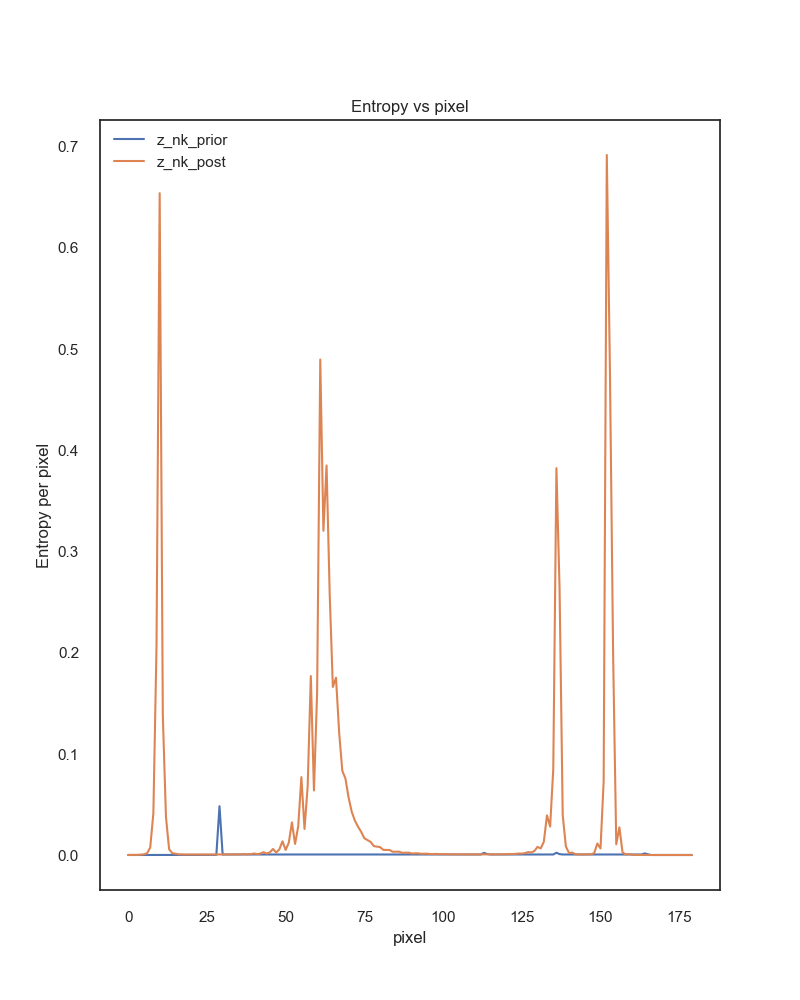 Entropy vs pixel
z_nk_prior
z_nk_post
Entropy per pixel
0.7
0.6
0.5
0.4
0.3
0.2
0.1
0.0
0 25 50 75 100 125 150 175
pixel